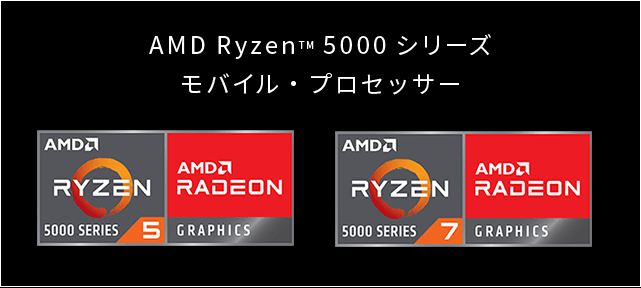 AMD Ryzen™ 5000 シリーズ
モバイル・プロセッサー
AMD
RYZEN
5000 SERIES 5
AMD
RADEON
GRAPHICS
AMD
RYZEN
5000 SERIES 7
AMD
RADEON
GRAPHICS